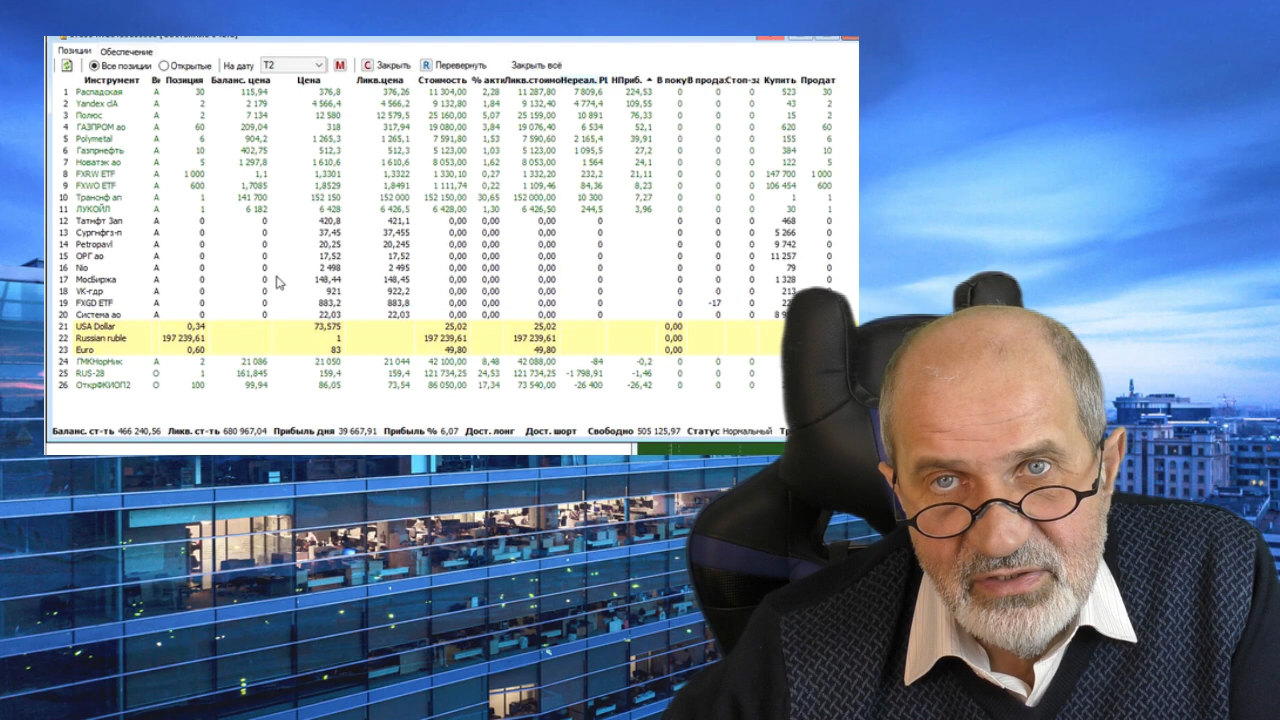 Позиции Обеспечение
Все позиции Открытые На дату T2 M C Закрыть R Перевернуть Закрыть всё
Инструмент Ви Позиция Баланс. цена Цена Ликв.цена Стоимость % акти Ликв.стоимо Нереал. PL НПриб. В поку В прода Стоп-за Купить Продат
1 Распадская А 30 115,94 376,8 376,26 11 304,00 2,28 11 287,80 7 809,6 224,53 0 0 0 523 30
2 Yandex clA А 2 2 179 4 566,4 4 566,2 9 132,80 1,84 9 132,40 4 774,4 109,55 0 0 0 43 2
3 Полюс А 2 7 134 12 580 12 579,5 25 160,00 5,07 25 159,00 10 891 76,33 0 0 0 15 2
4 ГАЗПРОМ ао А 60 209,04 318 317,94 19 080,00 3,84 19 076,40 6 534 52,1 0 0 0 620 60
5 Polymetal А 6 904,2 1 265,3 1 265,1 7 591,80 1,53 7 590,60 2 165,4 39,91 0 0 0 155 6
6 Газпрнефть А 10 402,75 512,3 512,3 5 123,00 1,03 5 123,00 1 095,5 27,2 0 0 0 384 10
7 Новатэк ао А 5 1 297,8 1 610,6 1 610,6 8 053,00 1,62 8 053,00 1 564 24,1 0 0 0 122 5
8 FXRW ETF А 1 000 1,1 1,3301 1,3322 1 330,10 0,27 1 332,20 232,2 21,11 0 0 0 147 700 1 000
9 FXWO ETF А 600 1,7085 1,8529 1,8491 1 111,74 0,22 1 109,46 84,36 8,23 0 0 0 106 454 600
10 Транснф ап А 1 141 700 152 150 152 000 152 150,00 30,65 152 000,00 10 300 7,27 0 0 0 1 1
11 ЛУКОЙЛ А 1 6 182 6 428 6 426,5 6 428,00 1,30 6 426,50 244,5 3,96 0 0 0 30 1
12 Татнфт 3ап А 0 0 420,8 421,1 0,00 0,00 0,00 0 0 0 0 468 0
13 Сургнфгз-п А 0 0 37,45 37,455 0,00 0,00 0,00 0 0 0 0 5 266 0
14 Petropavl А 0 0 20,25 20,245 0,00 0,00 0,00 0 0 0 0 9 742 0
15 ОРГ ао А 0 0 17,52 17,52 0,00 0,00 0,00 0 0 0 0 11 257 0
16 Nio А 0 0 2 498 2 495 0,00 0,00 0,00 0 0 0 0 79 0
17 МосБиржа А 0 0 148,44 148,45 0,00 0,00 0,00 0 0 0 0 1 328 0
18 VK-гдр А 0 0 921 922,2 0,00 0,00 0,00 0 0 0 0 213
19 FXGD ETF А 0 0 883,2 883,8 0,00 0,00 0,00 0 0 -17 0
20 Система ао А 0 0 22,03 22,03 0,00 0,00 0,00 0 0 0 0
21 USA Dollar 0,34 73,575 25,02 25,02 0,00
22 Russian ruble 197 239,61 1 197 239,61 197 239,61 0,00
23 Euro 0,60 83 49,80 49,80 0,00
24 ГМКНорНик А 2 21 086 21 050 21 044 42 100,00 8,48 42 088,00 -84 -0,2 0 0 0
25 RUS-28 О 1 161,845 159,4 159,4 121 734,25 24,53 121 734,25 -1 798,91 -1,46 0 0 0
26 ОткрФКИОП2 О 100 99,94 86,05 73,54 86 050,00 17,34 73 540,00 -26 400 -26,42 0 0 0
Баланс. ст-ть 466 240,56 Ликв. ст-ть 680 967,04 Прибыль дня 39 667,91 Прибыль % 6,07 Дост. лонг Дост. шорт Свободно 505 125,97 Статус Нормальный